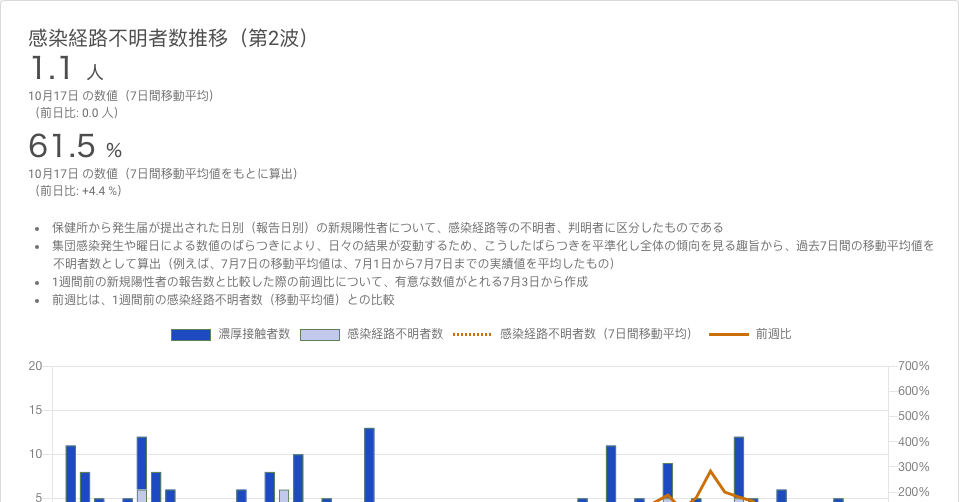 感染経路不明者数推移（第2波）
1.1 人
10月17日 の数値（7日間移動平均）
（前日比: 0.0 人）
61.5 %
10月17日 の数値（7日間移動平均値をもとに算出）
（前日比: +4.4 %）
• 保健所から発生届が提出された日別（報告日別）の新規陽性者について、感染経路等の不明者、判明者に区分したものである
• 集団感染発生や曜日による数値のばらつきにより、日々の結果が変動するため、こうしたばらつきを平準化し全体の傾向を見る趣旨から、過去7日間の移動平均値を
不明者数として算出（例えば、7月7日の移動平均値は、7月1日から7月7日までの実績値を平均したもの）
• 1週間前の新規陽性者の報告数と比較した際の前週比について、有意な数値がとれる7月3日から作成
• 前週比は、1週間前の感染経路不明者数（移動平均値）との比較
濃厚接触者数 感染経路不明者数 感染経路不明者数（7日間移動平均） 前週比
20 700%
600%
15 500%
10 400%
300%
5 200%